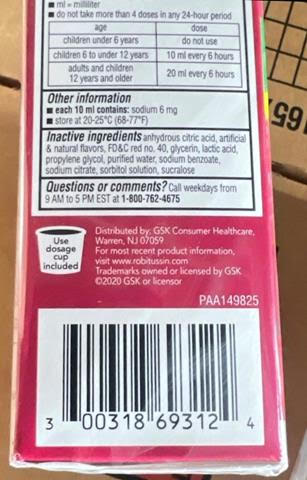 ■ ml = milliliter
■ do not take more than 4 doses in any 24-hour period
age dose
children under 6 years do not use
children 6 to under 12 years 10 ml every 6 hours
adults and children
12 years and older 20 ml every 6 hours
Other information
■ each 10 ml contains: sodium 6 mg
■ store at 20-25°C (68-77°F)
Inactive ingredients anhydrous citric acid, artificial
& natural flavors, FD&C red no. 40, glycerin, lactic acid,
propylene glycol, purified water, sodium benzoate,
sodium citrate, sorbitol solution, sucralose
Questions or comments? Call weekdays from
9 AM to 5 PM EST at 1-800-762-4675
Use
dosage
cup
included
Distributed by: GSK Consumer Healthcare,
Warren, NJ 07059
For most recent product information,
visit www.robitussin.com
Trademarks owned or licensed by GSK
©2020 GSK or licensor
PAA149825
3 00318 69312 4